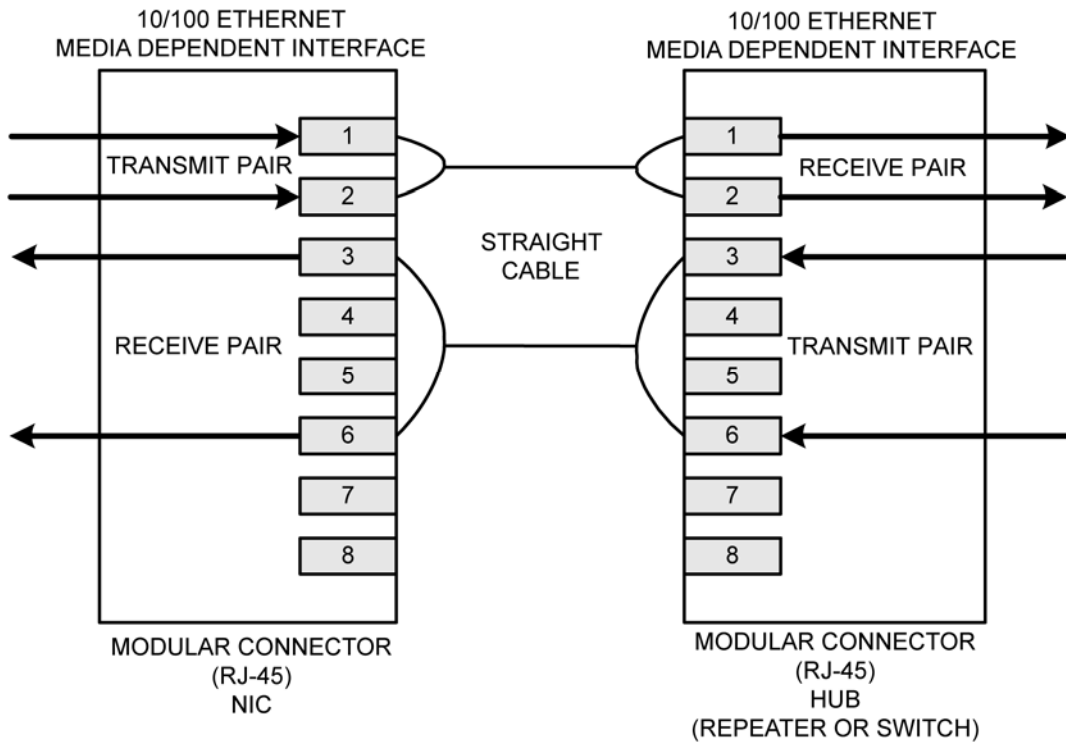 10/100 ETHERNET
MEDIA DEPENDENT INTERFACE
1
TRANSMIT PAIR
2
3
4
RECEIVE PAIR
5
6
7
8
MODULAR CONNECTOR
(RJ-45)
NIC
STRAIGHT
CABLE
10/100 ETHERNET
MEDIA DEPENDENT INTERFACE
1
RECEIVE PAIR
2
3
4
TRANSMIT PAIR
5
6
7
8
MODULAR CONNECTOR
(RJ-45)
HUB
(REPEATER OR SWITCH)